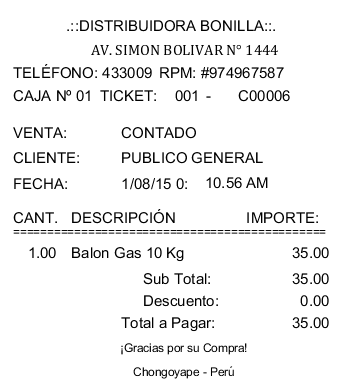 .::DISTRIBUIDORA BONILLA::.
AV. SIMON BOLIVAR N° 1444
TELÉFONO: 433009 RPM: #974967587
CAJA Nº 01 TICKET: 001 - C00006
VENTA: CONTADO
CLIENTE: PUBLICO GENERAL
FECHA: 1/08/15 0: 10.56 AM
CANT. DESCRIPCIÓN IMPORTE:
==============================================
1.00 Balon Gas 10 Kg 35.00
Sub Total: 35.00
Descuento: 0.00
Total a Pagar: 35.00
¡Gracias por su Compra!
Chongoyape - Perú